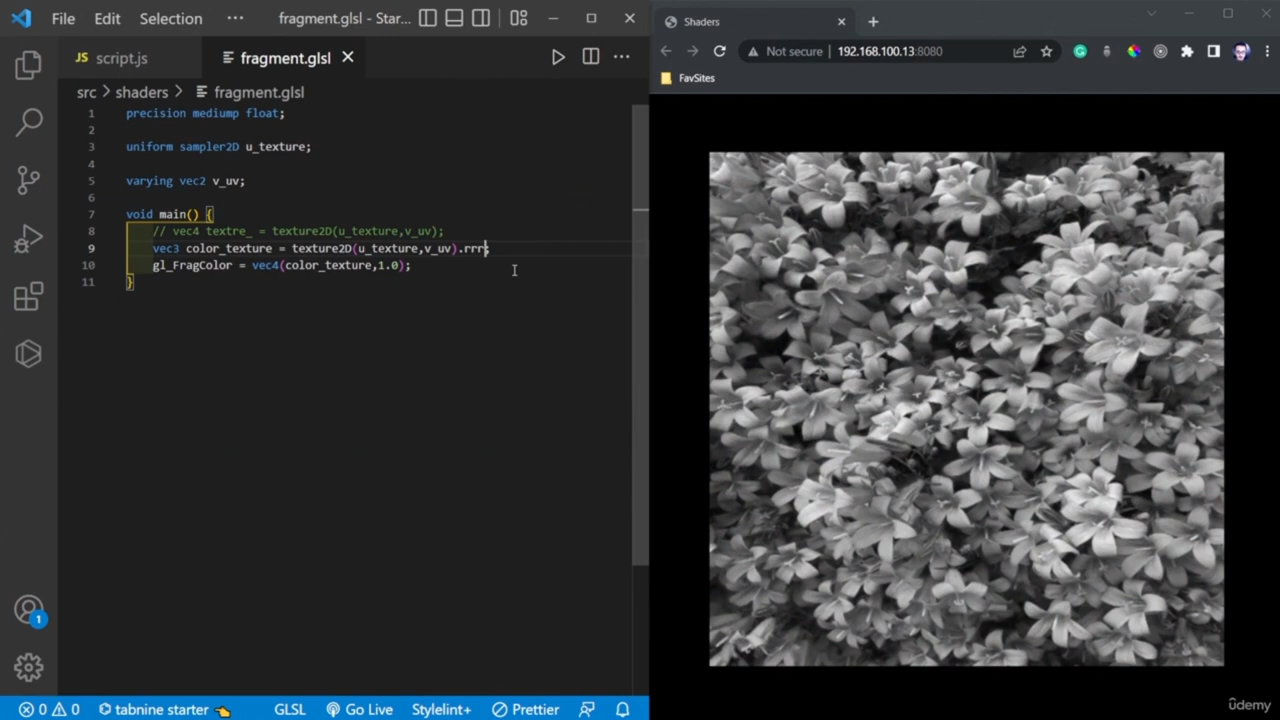 File Edit Selection ··· fragment.glsl - Star...
JS script.js fragment.glsl
src > shaders > fragment.glsl
1 precision mediump float;
2
3 uniform sampler2D u_texture;
4
5 varying vec2 v_uv;
6
7 void main() {
8 // vec4 textre_ = texture2D(u_texture,v_uv);
9 vec3 color_texture = texture2D(u_texture,v_uv).rrr;
10 gl_FragColor = vec4(color_texture,1.0);
11 }
1
0 0 tabnine starter GLSL Go Live Stylelint+ Prettier
Shaders
Not secure 192.168.100.13:8080
FavSites
ûdemy